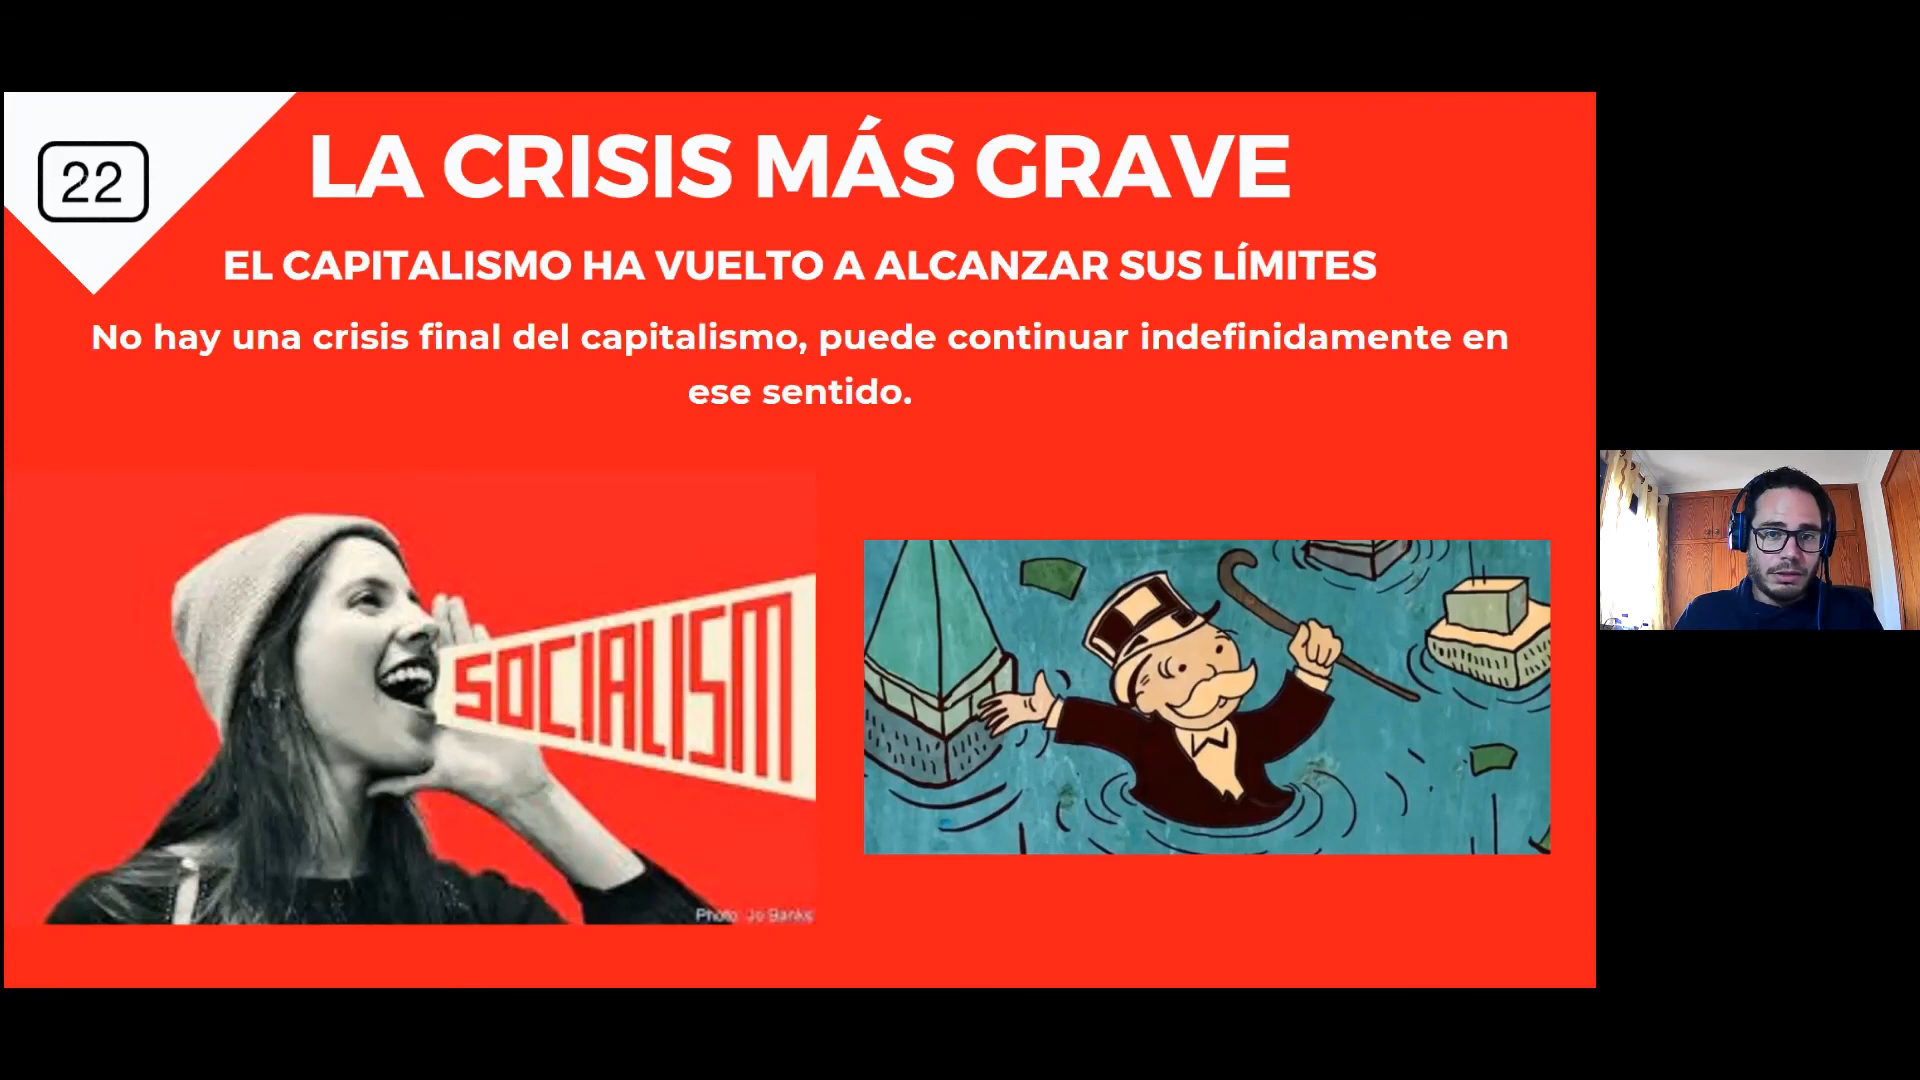 22
LA CRISIS MÁS GRAVE
EL CAPITALISMO HA VUELTO A ALCANZAR SUS LÍMITES
No hay una crisis final del capitalismo, puede continuar indefinidamente en
ese sentido.
SOCIALISM
Photo: Jo Banks